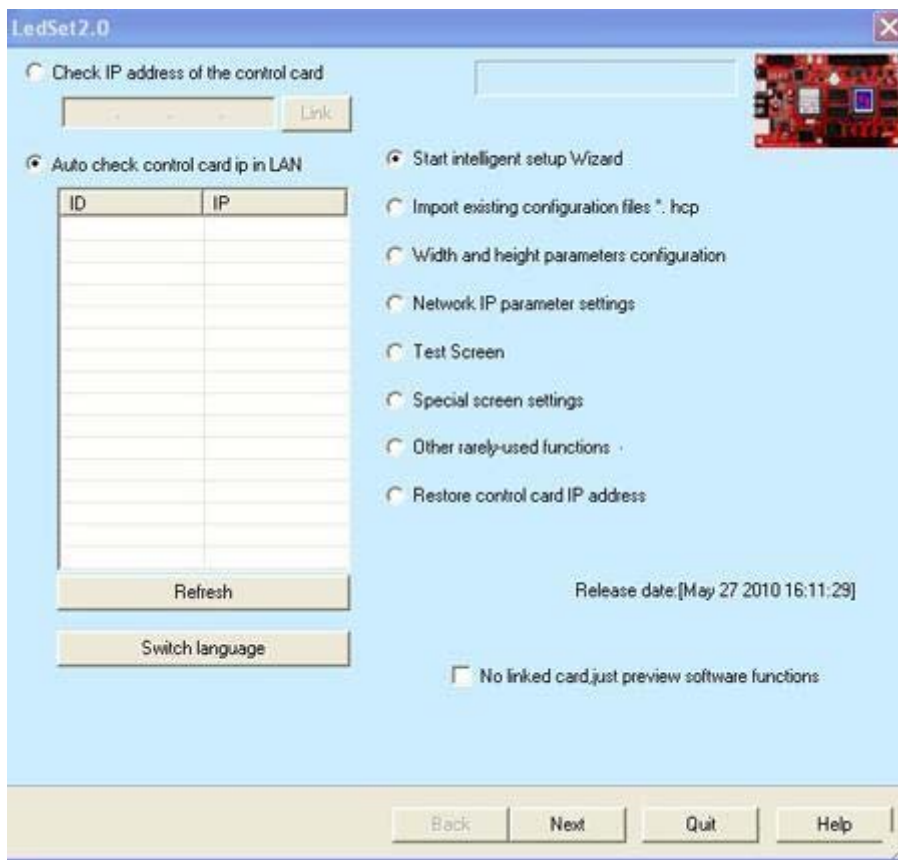 LedSet2.0
Check IP address of the control card
Link
Auto check control card ip in LAN
ID IP
Refresh
Switch language
Start intelligent setup Wizard
Import existing configuration files *. hcp
Width and height parameters configuration
Network IP parameter settings
Test Screen
Special screen settings
Other rarely-used functions
Restore control card IP address
Release date:[May 27 2010 16:11:29]
No linked card,just preview software functions
Back Next Quit Help